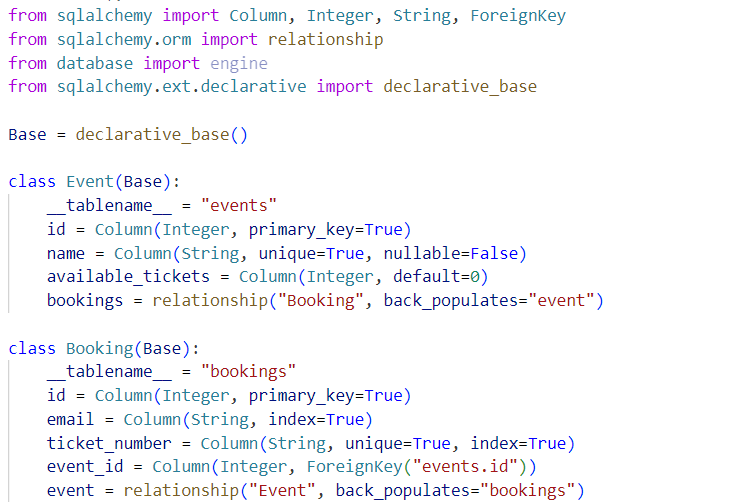 from sqlalchemy import Column, Integer, String, ForeignKey
from sqlalchemy.orm import relationship
from database import engine
from sqlalchemy.ext.declarative import declarative_base

Base = declarative_base()

class Event(Base):
    __tablename__ = "events"
    id = Column(Integer, primary_key=True)
    name = Column(String, unique=True, nullable=False)
    available_tickets = Column(Integer, default=0)
    bookings = relationship("Booking", back_populates="event")

class Booking(Base):
    __tablename__ = "bookings"
    id = Column(Integer, primary_key=True)
    email = Column(String, index=True)
    ticket_number = Column(String, unique=True, index=True)
    event_id = Column(Integer, ForeignKey("events.id"))
    event = relationship("Event", back_populates="bookings")